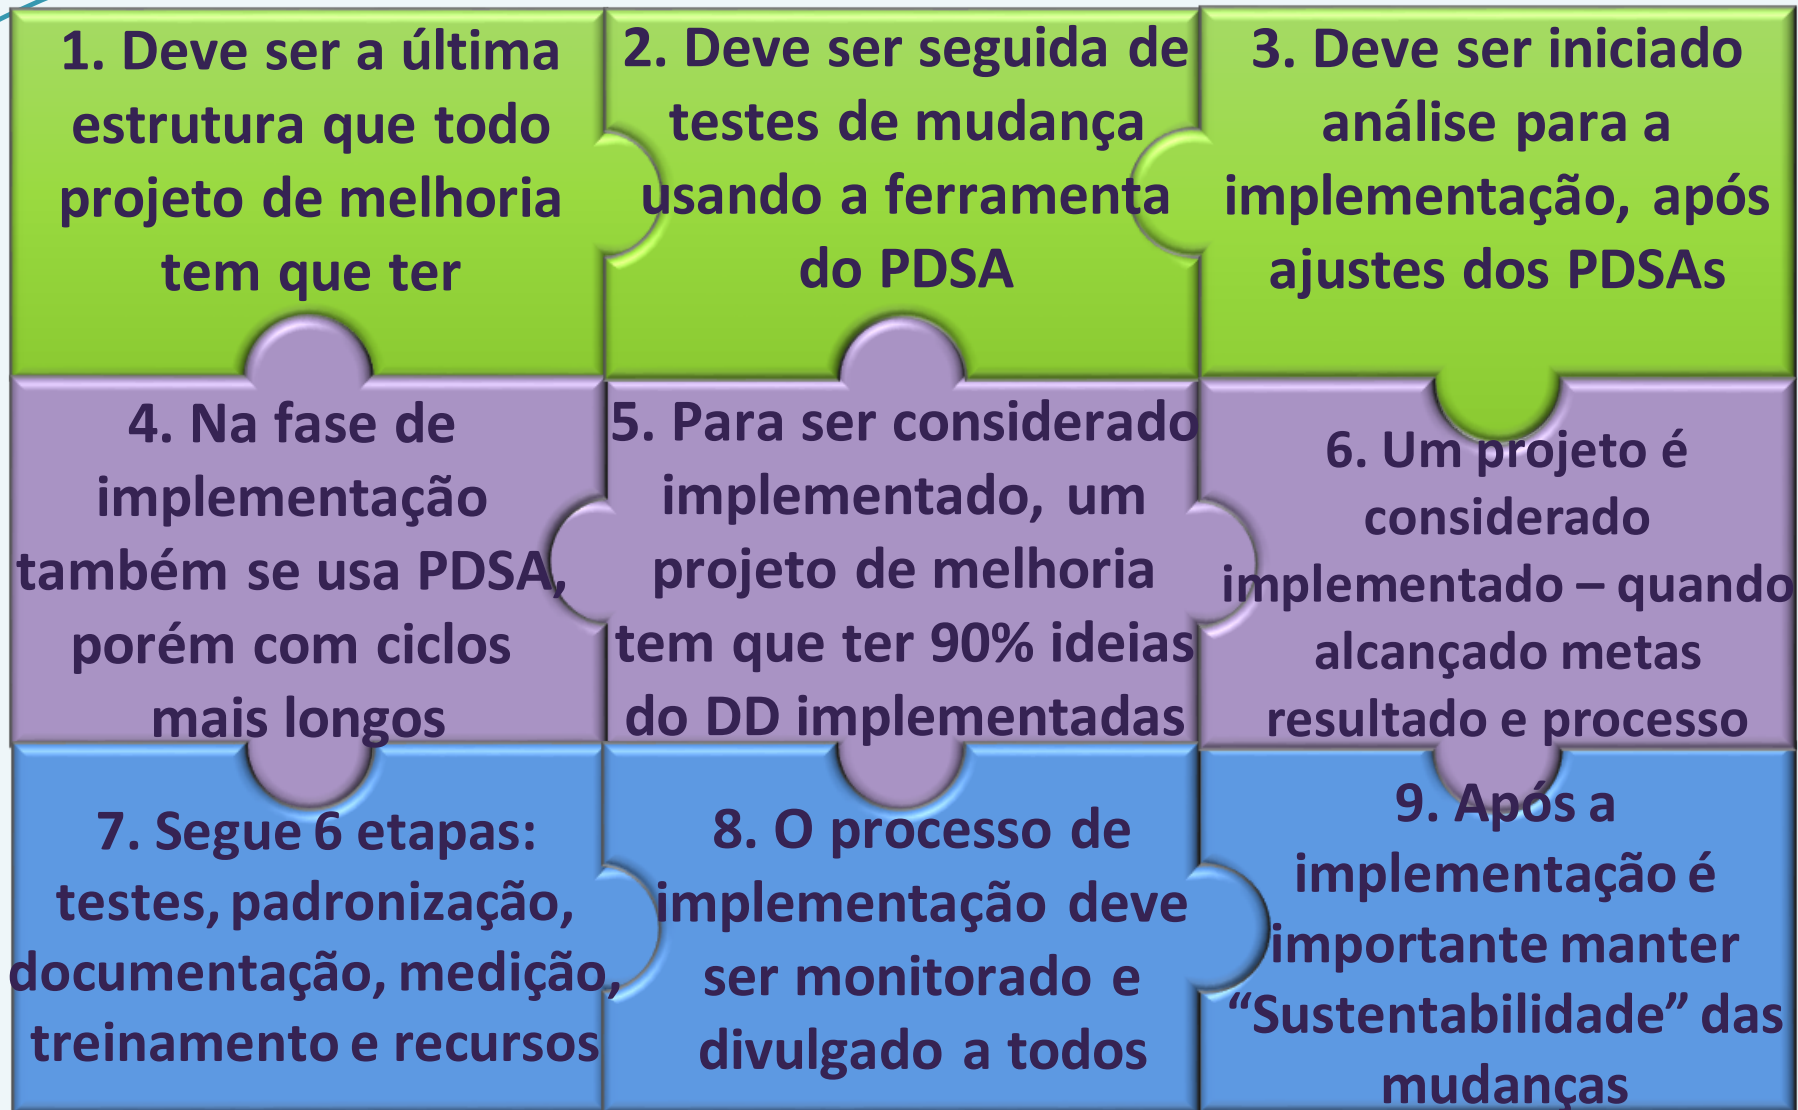 1. Deve ser a última
estrutura que todo
projeto de melhoria
tem que ter
2. Deve ser seguida de
testes de mudança
usando a ferramenta
do PDSA
3. Deve ser iniciado
análise para a
implementação, após
ajustes dos PDSAs
4. Na fase de
implementação
também se usa PDSA,
porém com ciclos
mais longos
5. Para ser considerado
implementado, um
projeto de melhoria
tem que ter 90% ideias
do DD implementadas
6. Um projeto é
considerado
implementado – quando
alcançado metas
resultado e processo
7. Segue 6 etapas:
testes, padronização,
documentação, medição,
treinamento e recursos
8. O processo de
implementação deve
ser monitorado e
divulgado a todos
9. Após a
implementação é
importante manter
“Sustentabilidade” das
mudanças